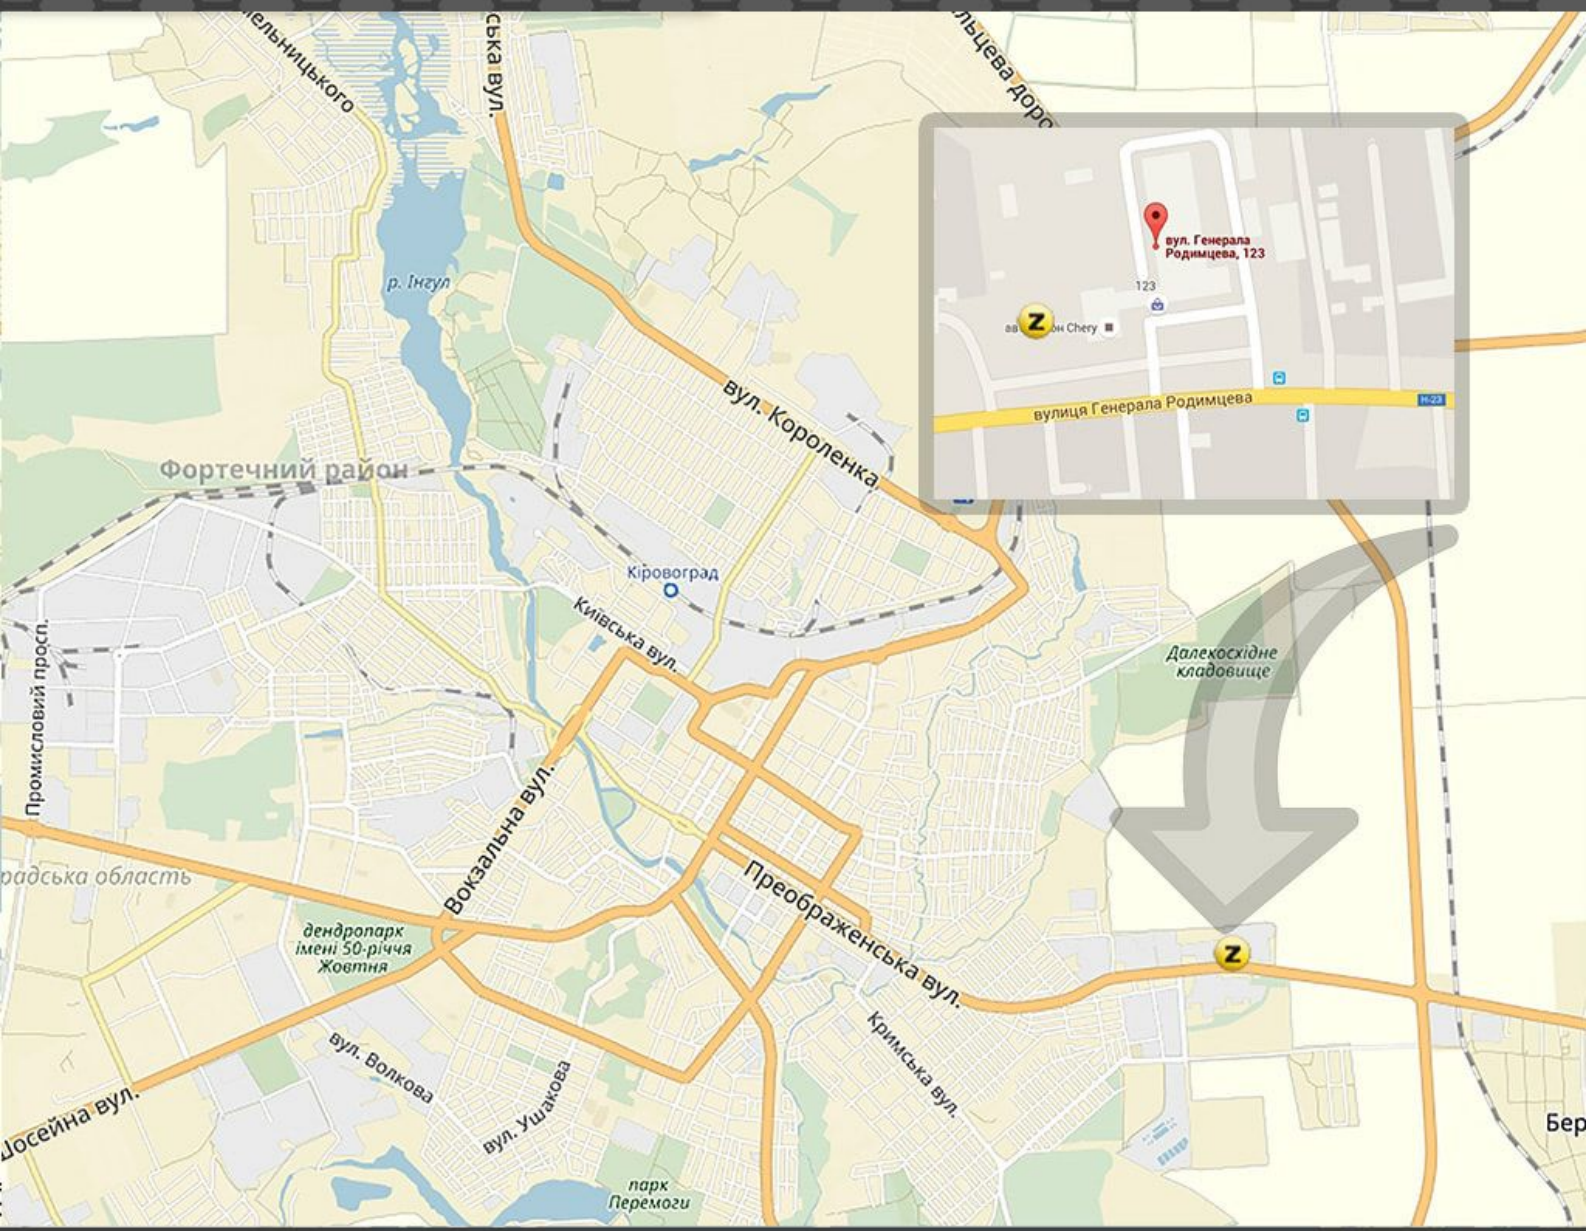 мельницького
ська вул.
льцева доро
вул. Генерала
Родимцева, 123
123
Z
ав
он Chery
вулиця Генерала Родимцева
Н-23
р. Інгул
вул. Короленка
Фортечний район
Кіровоград
Київська вул.
Далекосхідне
кладовище
Промисловий просп.
Вокзальна вул.
радська область
Преображенська вул.
дендропарк
імені 50-річчя
Жовтня
Z
Кримська вул.
вул. Волкова
вул. Ушакова
Шосейна вул.
Бер
парк
Перемоги